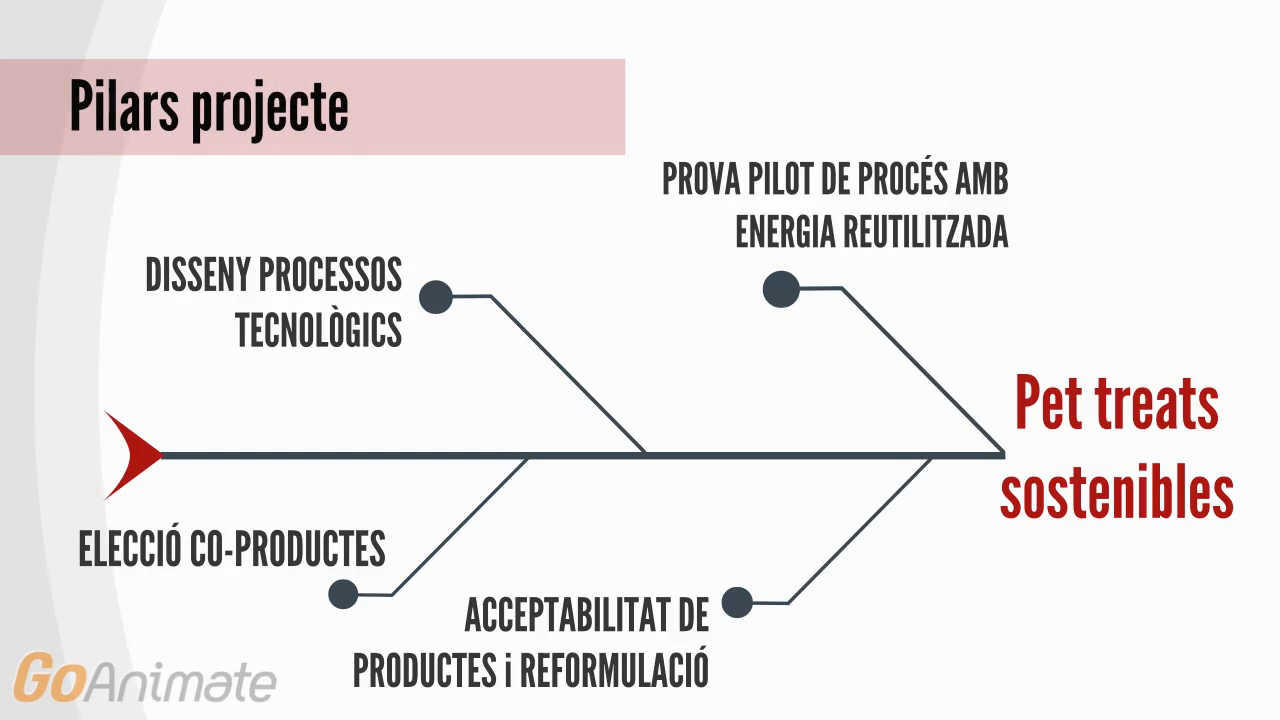 Pilars projecte
PROVA PILOT DE PROCÉS AMB
ENERGIA REUTILITZADA
DISSENY PROCESSOS
TECNOLÒGICS
Pet treats
sostenibles
ELECCIÓ CO-PRODUCTES
ACCEPTABILITAT DE
PRODUCTES i REFORMULACIÓ
GoAnimate